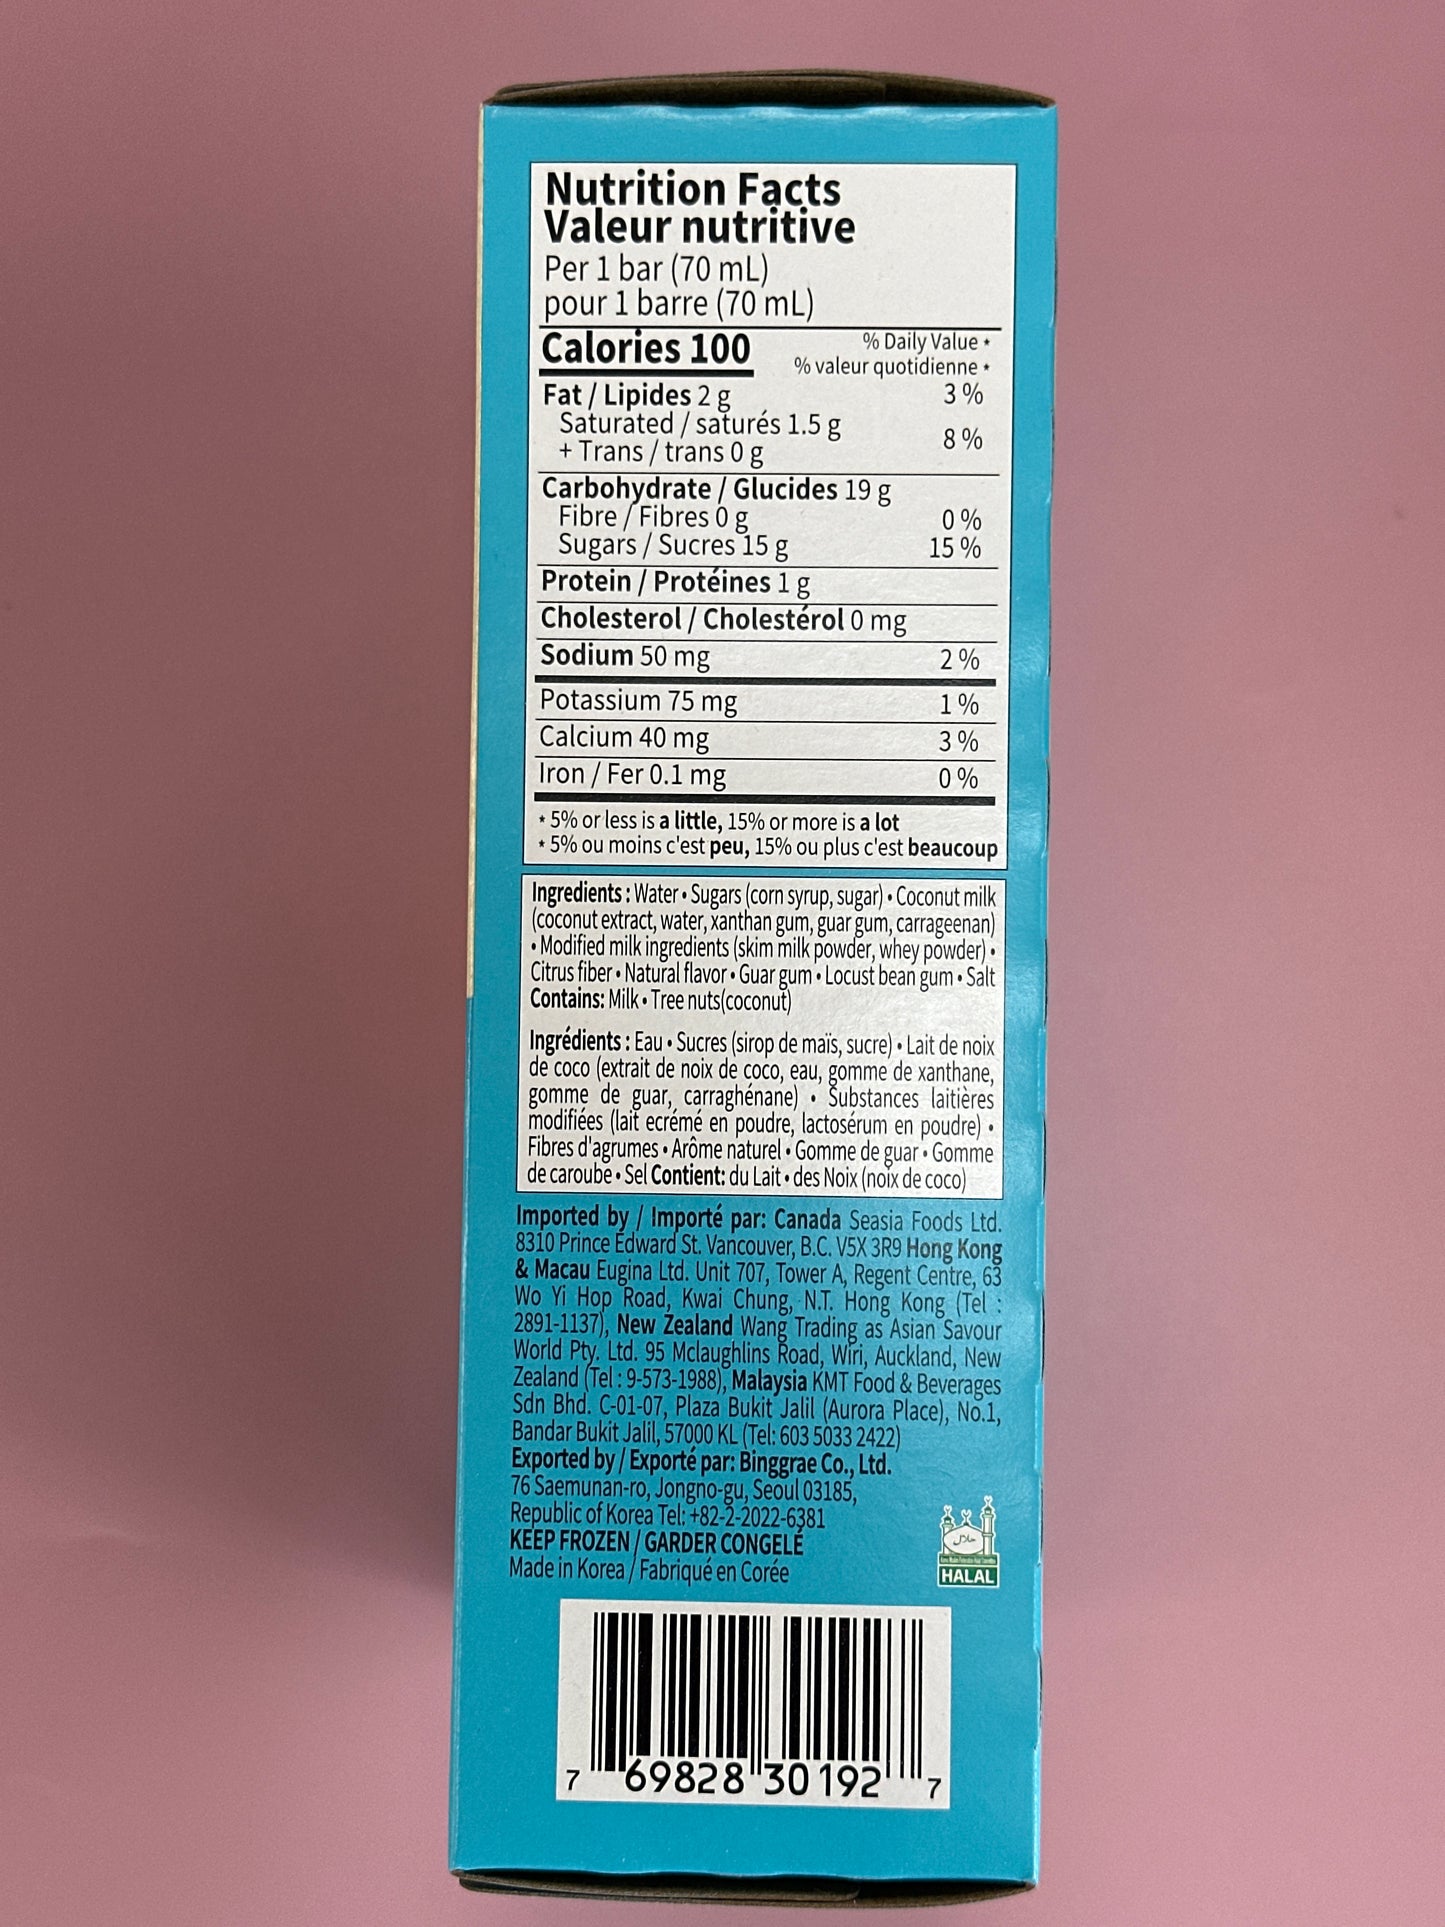 Nutrition Facts
Valeur nutritive
Per 1 bar (70 mL)
pour 1 barre (70 mL)
Calories 100
% Daily Value *
% valeur quotidienne *
Fat / Lipides 2 g 3 %
Saturated / saturés 1.5 g
+ Trans / trans 0 g 8 %
Carbohydrate / Glucides 19 g
Fibre / Fibres 0 g 0 %
Sugars / Sucres 15 g 15 %
Protein / Protéines 1 g
Cholesterol / Cholestérol 0 mg
Sodium 50 mg 2 %
Potassium 75 mg 1 %
Calcium 40 mg 3 %
Iron / Fer 0.1 mg 0 %
* 5% or less is a little, 15% or more is a lot
* 5% ou moins c'est peu, 15% ou plus c'est beaucoup
Ingredients : Water • Sugars (corn syrup, sugar) • Coconut milk
(coconut extract, water, xanthan gum, guar gum, carrageenan)
• Modified milk ingredients (skim milk powder, whey powder) •
Citrus fiber • Natural flavor • Guar gum • Locust bean gum • Salt
Contains: Milk • Tree nuts(coconut)
Ingrédients : Eau • Sucres (sirop de maïs, sucre) • Lait de noix
de coco (extrait de noix de coco, eau, gomme de xanthane,
gomme de guar, carraghénane) • Substances laitières
modifiées (lait ecrémé en poudre, lactosérum en poudre) •
Fibres d'agrumes • Arôme naturel • Gomme de guar • Gomme
de caroube • Sel Contient: du Lait • des Noix (noix de coco)
Imported by / Importé par: Canada Seasia Foods Ltd.
8310 Prince Edward St. Vancouver, B.C. V5X 3R9 Hong Kong
& Macau Eugina Ltd. Unit 707, Tower A, Regent Centre, 63
Wo Yi Hop Road, Kwai Chung, N.T. Hong Kong (Tel :
2891-1137), New Zealand Wang Trading as Asian Savour
World Pty. Ltd. 95 Mclaughlins Road, Wiri, Auckland, New
Zealand (Tel : 9-573-1988), Malaysia KMT Food & Beverages
Sdn Bhd. C-01-07, Plaza Bukit Jalil (Aurora Place), No.1,
Bandar Bukit Jalil, 57000 KL (Tel: 603 5033 2422)
Exported by / Exporté par: Binggrae Co., Ltd.
76 Saemunan-ro, Jongno-gu, Seoul 03185,
Republic of Korea Tel: +82-2-2022-6381
KEEP FROZEN / GARDER CONGELÉ
Made in Korea / Fabriqué en Corée
حلال
HALAL
7 69828 30192 7